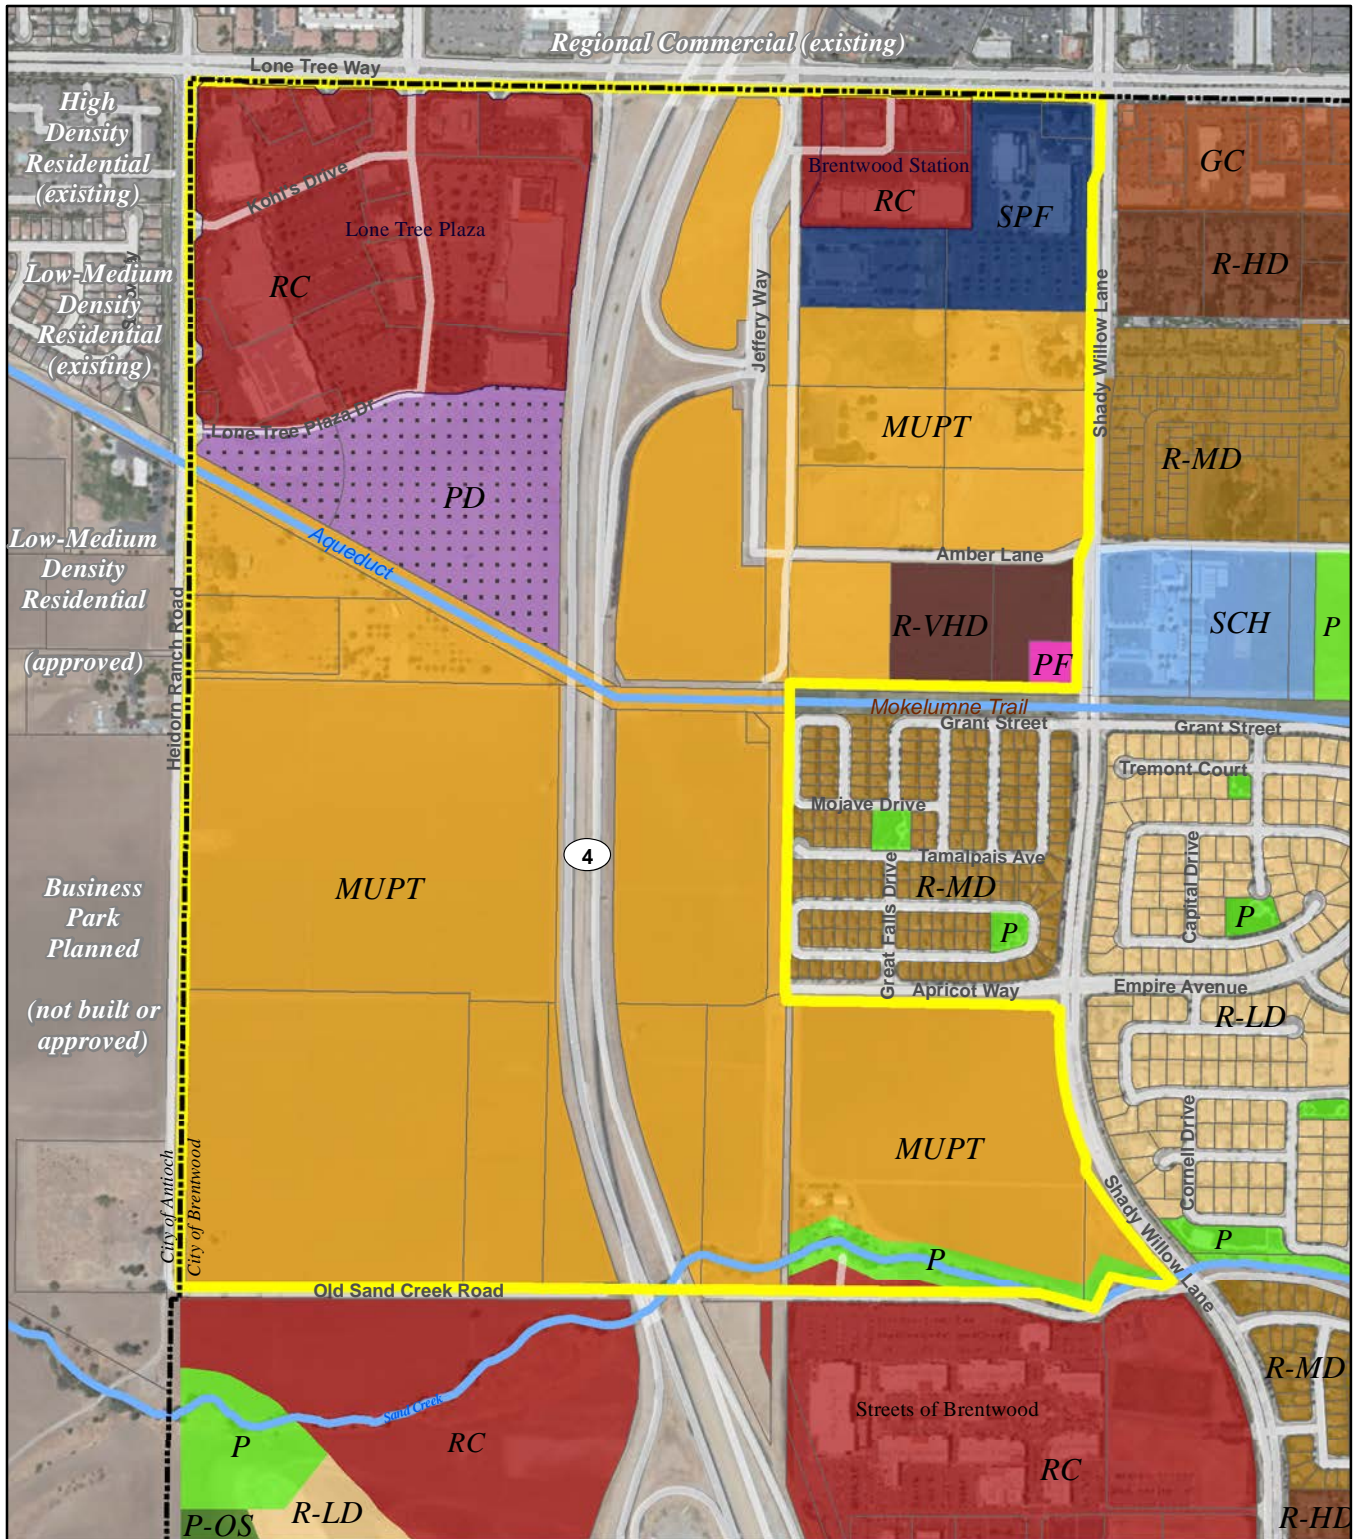 Regional Commercial (existing)
Lone Tree Way
High
Density
Residential
(existing)
GC
Kohl's Drive
Brentwood Station
RC
SPF
Lone Tree Plaza
RC
R-HD
Low-Medium
Density
Residential
(existing)
Jeffery Way
Shady Willow Lane
Lone Tree Plaza Dr
MUPT
R-MD
PD
Aqueduct
Low-Medium
Density
Residential
(approved)
Amber Lane
R-VHD
SCH
P
PF
Heidorn Ranch Road
Mokelumne Trail
Grant Street
Grant Street
Tremont Court
Mojave Drive
4
Tamalpais Ave
R-MD
MUPT
Great Falls Drive
Capital Drive
P
P
Business
Park
Planned
(not built or
approved)
Apricot Way
Empire Avenue
R-LD
Cornell Drive
MUPT
City of Antioch
City of Brentwood
Shady Willow Lane
P
P
Old Sand Creek Road
R-MD
Sand Creek
Streets of Brentwood
P
RC
RC
R-LD
P-OS
R-HD